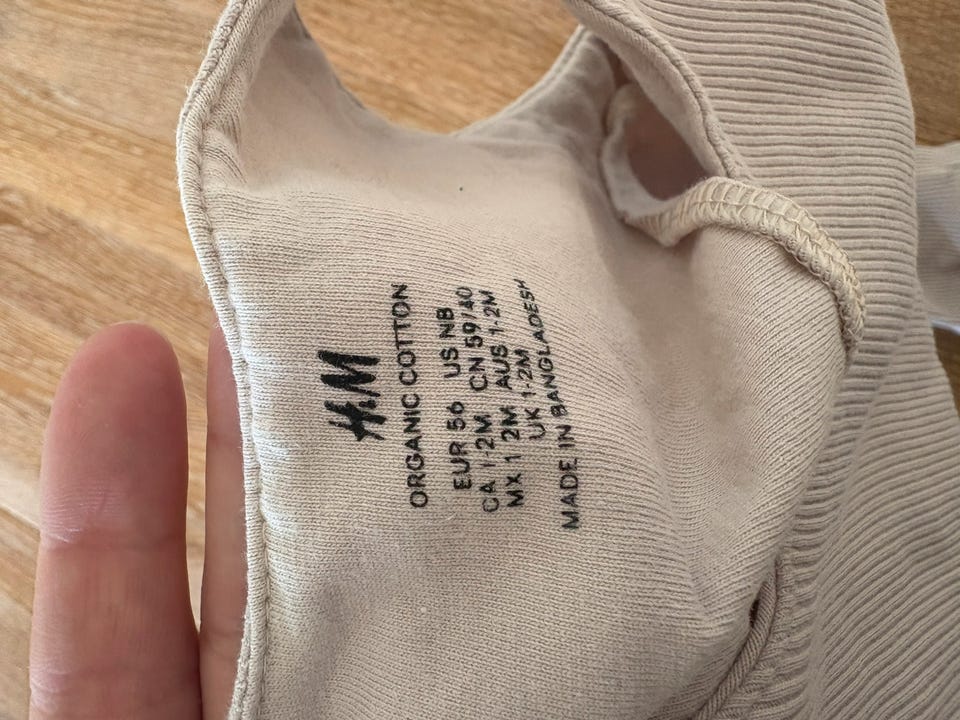 H&M
ORGANIC COTTON
EUR 56 US NB
CA 1-2M CN 59/40
MX 1 2M AUS 1-2M
UK 1-2M
MADE IN BANGLADESH